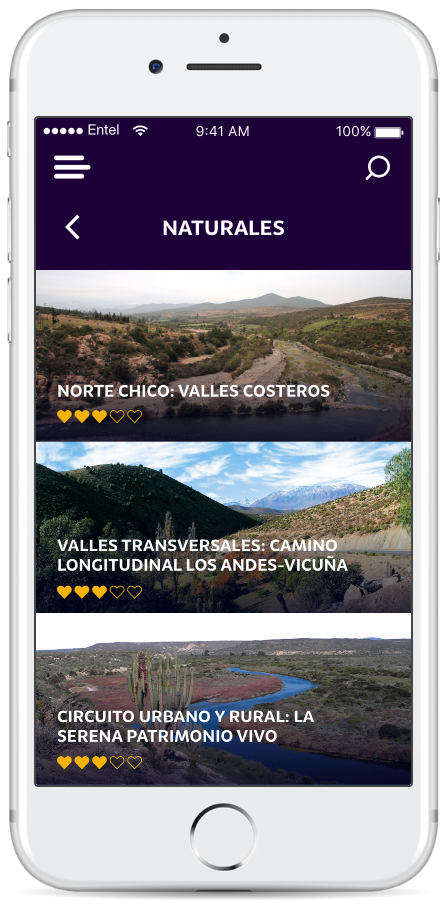 Entel 9:41 AM 100%
NATURALES
NORTE CHICO: VALLES COSTEROS
VALLES TRANSVERSALES: CAMINO
LONGITUDINAL LOS ANDES-VICUÑA
CIRCUITO URBANO Y RURAL: LA
SERENA PATRIMONIO VIVO